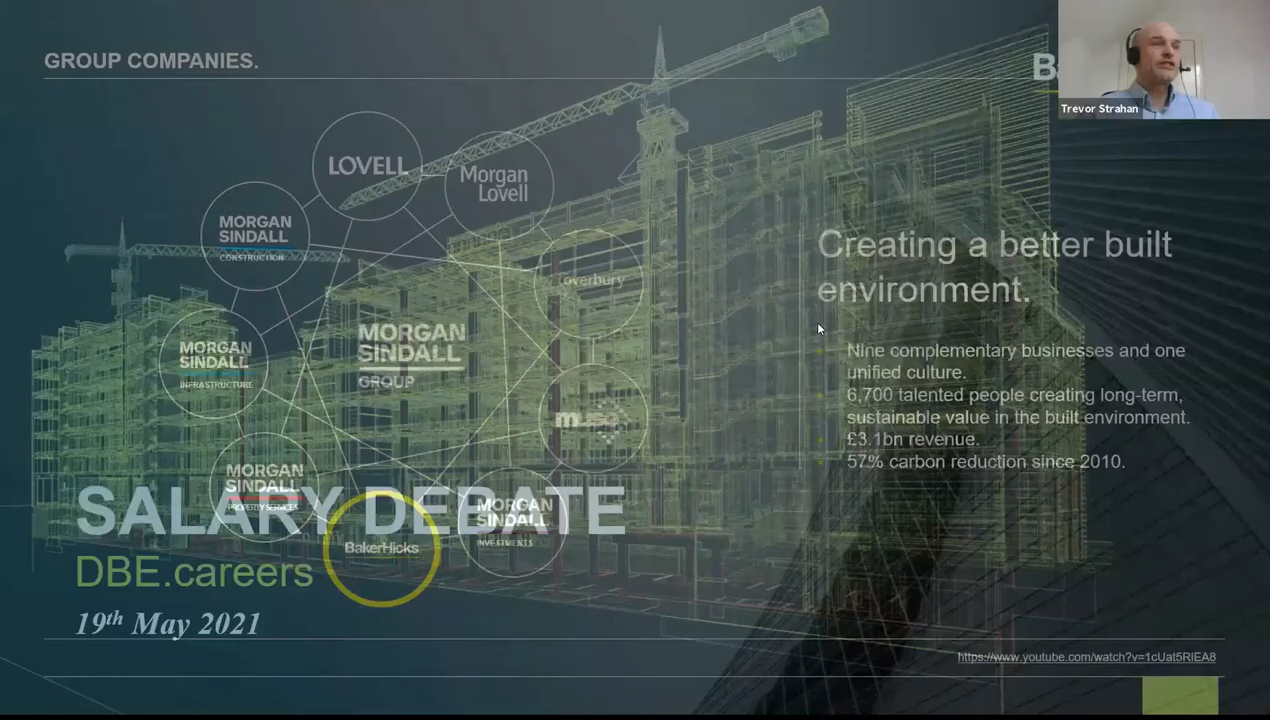 GROUP COMPANIES.
B
Trevor Strahan
LOVELL
Morgan
Lovell
MORGAN
SINDALL
CONSTRUCTION
overbury
Creating a better built
environment.
MORGAN
SINDALL
INFRASTRUCTURE
MORGAN
SINDALL
GROUP
Nine complementary businesses and one
unified culture.
6,700 talented people creating long-term,
sustainable value in the built environment.
£3.1bn revenue.
57% carbon reduction since 2010.
muse
MORGAN
SINDALL
PROPERTY SERVICES
SALARY DEBATE
BakerHicks
MORGAN
SINDALL
INVESTMENTS
DBE.careers
19th May 2021
https://www.youtube.com/watch?v=1cUat5RIEA8